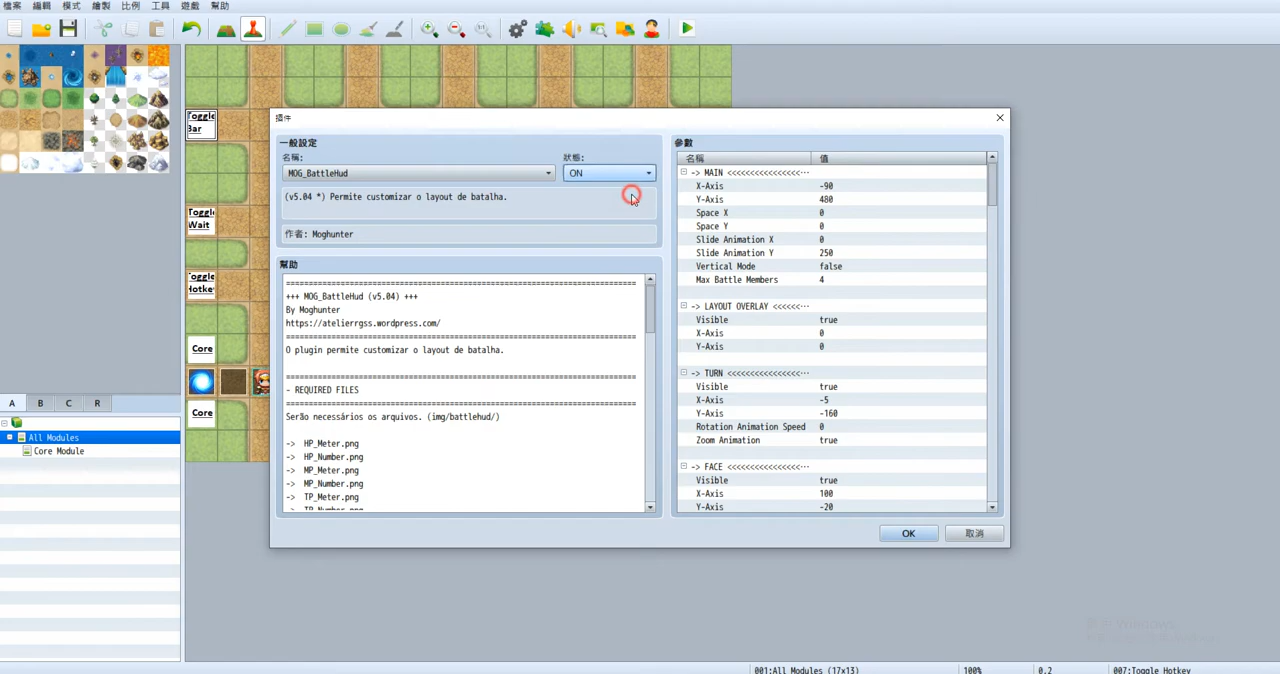 檔案 編輯 模式 繪製 比例 工具 遊戲 幫助
1:1
Toggle
Bar
Toggle
Wait
Toggle
Hotke
Core
Core
A B C R
All Modules
Core Module
插件
一般設定
名稱:
狀態:
MOG_BattleHud
ON
(v5.04 *) Permite customizar o layout de batalha.
作者: Moghunter
幫助
=================================================================
+++ MOG_BattleHud (v5.04) +++
By Moghunter
https://atelierrgss.wordpress.com/
=================================================================
O plugin permite customizar o layout de batalha.
=================================================================
- REQUIRED FILES
=================================================================
Serão necessários os arquivos. (img/battlehud/)
-> HP_Meter.png
-> HP_Number.png
-> MP_Meter.png
-> MP_Number.png
-> TP_Meter.png
-> TP_Number.png
參數
名稱 值
-> MAIN <<<<<<<<<<<<<<<<···
X-Axis -90
Y-Axis 480
Space X 0
Space Y 0
Slide Animation X 0
Slide Animation Y 250
Vertical Mode false
Max Battle Members 4
-> LAYOUT OVERLAY <<<<<<···
Visible true
X-Axis 0
Y-Axis 0
-> TURN <<<<<<<<<<<<<<<<···
Visible true
X-Axis -5
Y-Axis -160
Rotation Animation Speed 0
Zoom Animation true
-> FACE <<<<<<<<<<<<<<<<···
Visible true
X-Axis 100
Y-Axis -20
OK
取消
001:All Modules (17x13) 100% 0,2 007:Toggle Hotkey